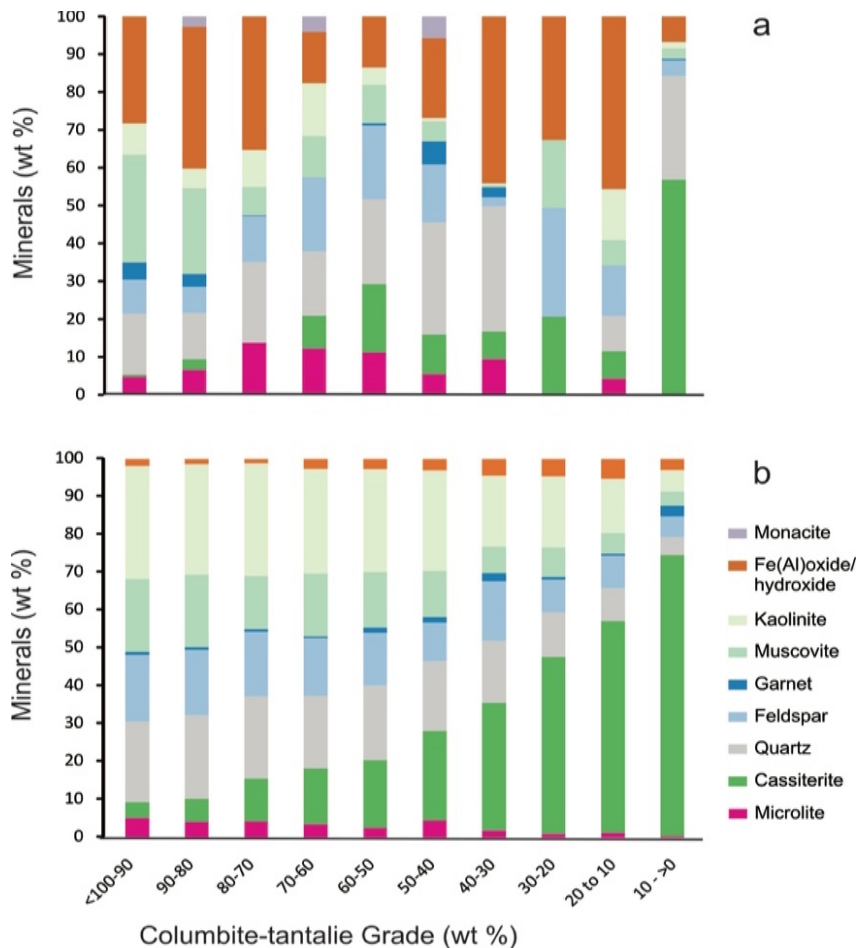 a
100
90
80
70
60
50
40
30
20
10
0
Minerals (wt %)
b
100
90
80
70
60
50
40
30
20
10
0
Minerals (wt %)
Monacite
Fe(Al)oxide/
hydroxide
Kaolinite
Muscovite
Garnet
Feldspar
Quartz
Cassiterite
Microlite
<100-90
90-80
80-70
70-60
60-50
50-40
40-30
30-20
20 to 10
10 - >0
Columbite-tantalie Grade (wt %)